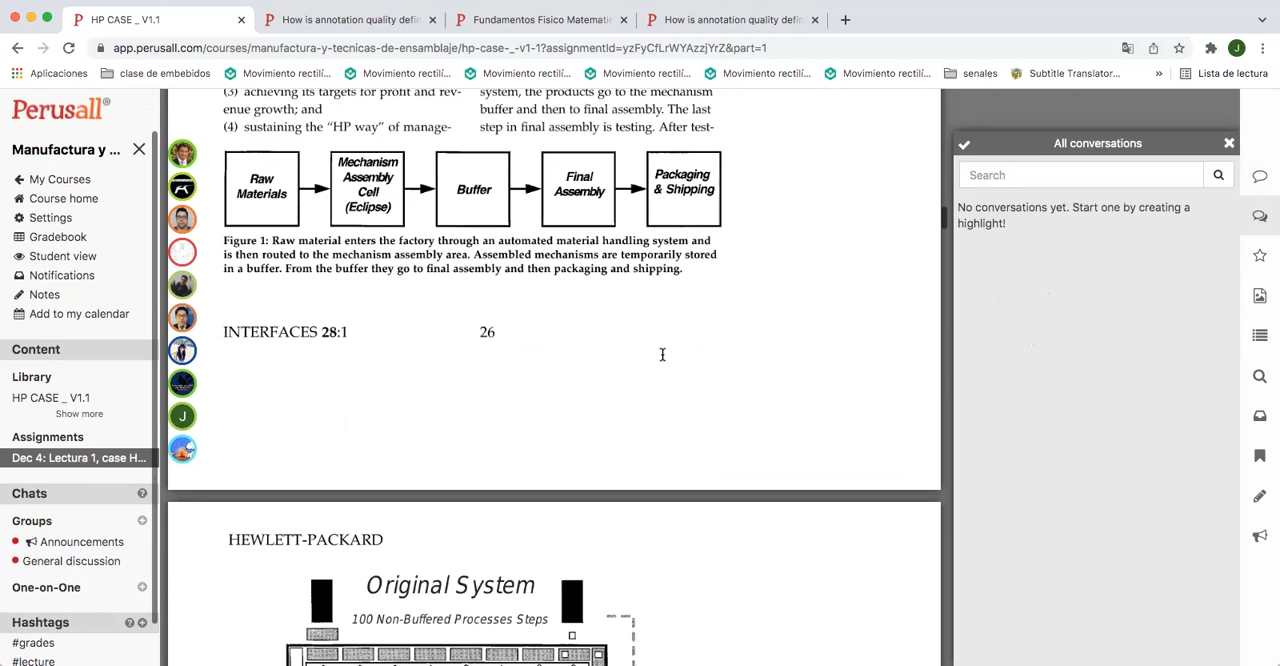 HP CASE _ V1.1
How is annotation quality defin
Fundamentos Fisico Matemati
How is annotation quality defin
app.perusall.com/courses/manufactura-y-tecnicas-de-ensamblaje/hp-case-_-v1-1?assignmentId=yzFyCfLrWYAzzjYrZ&part=1
J
Aplicaciones
clase de embebidos
Movimiento rectilí...
Movimiento rectilí...
Movimiento rectilí...
Movimiento rectilí...
Movimiento rectilí...
Movimiento rectilí...
senales
Subtitle Translator...
»
Lista de lectura
Perusall®
Manufactura y ...
My Courses
Course home
Settings
Gradebook
Student view
Notifications
Notes
Add to my calendar
Content
Library
HP CASE _ V1.1
Show more
Assignments
Dec 4: Lectura 1, case H...
Chats
Groups
Announcements
General discussion
One-on-One
Hashtags
#grades
#lecture
J
(3) achieving its targets for profit and rev-
enue growth; and
(4) sustaining the “HP way” of manage-
system, the products go to the mechanism
buffer and then to final assembly. The last
step in final assembly is testing. After test-
Raw
Materials
Mechanism
Assembly
Cell
(Eclipse)
Buffer
Final
Assembly
Packaging
& Shipping
Figure 1: Raw material enters the factory through an automated material handling system and
is then routed to the mechanism assembly area. Assembled mechanisms are temporarily stored
in a buffer. From the buffer they go to final assembly and then packaging and shipping.
INTERFACES 28:1
26
HEWLETT-PACKARD
Original System
100 Non-Buffered Processes Steps
All conversations
Search
No conversations yet. Start one by creating a
highlight!